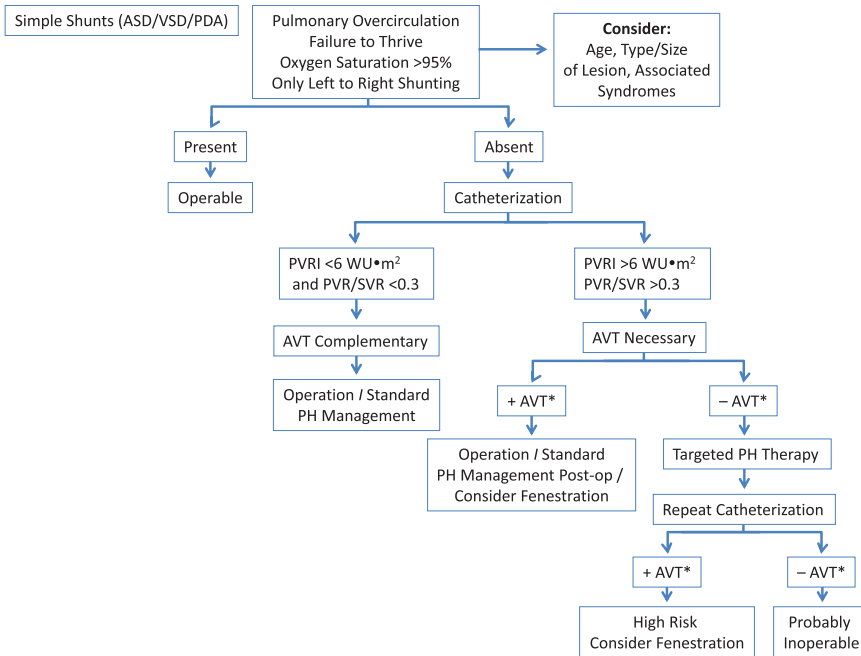 Simple Shunts (ASD/VSD/PDA)
Pulmonary Overcirculation
Failure to Thrive
Oxygen Saturation >95%
Only Left to Right Shunting
Consider:
Age, Type/Size
of Lesion, Associated
Syndromes
Present
Absent
Operable
Catheterization
PVRI <6 WU•m²
and PVR/SVR <0.3
PVRI >6 WU•m²
PVR/SVR >0.3
AVT Complementary
AVT Necessary
Operation / Standard
PH Management
+ AVT*
– AVT*
Operation / Standard
PH Management Post-op /
Consider Fenestration
Targeted PH Therapy
Repeat Catheterization
+ AVT*
– AVT*
High Risk
Consider Fenestration
Probably
Inoperable